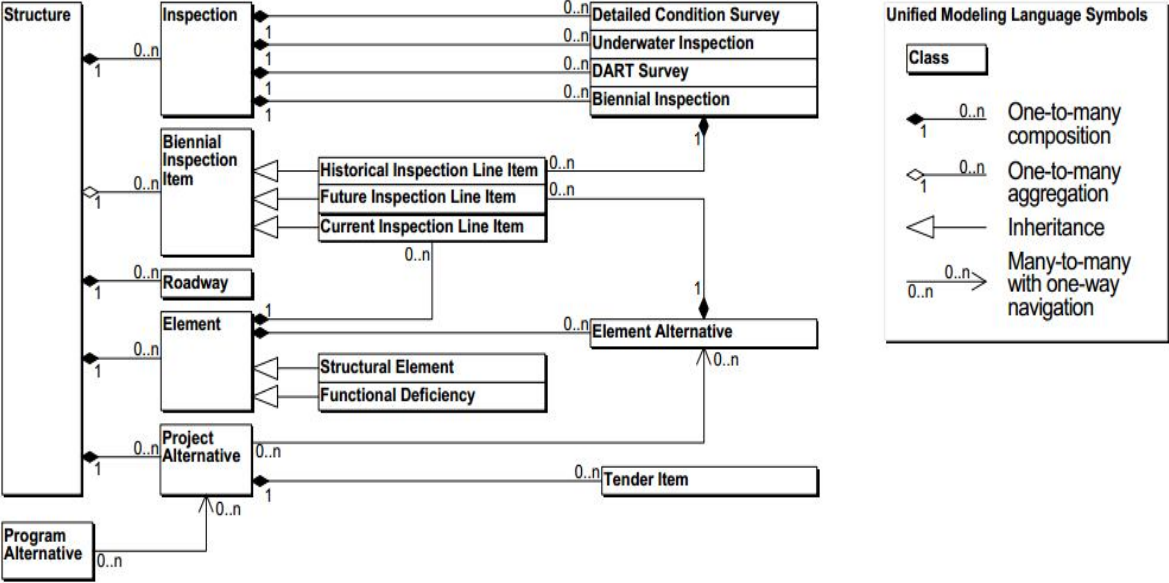 Structure
Inspection
Detailed Condition Survey
Underwater Inspection
DART Survey
Biennial Inspection
0..n
0..n
0..n
0..n
1
1
1
1
0..n
1
1
Biennial
Inspection
Item
Historical Inspection Line Item
Future Inspection Line Item
Current Inspection Line Item
0..n
0..n
0..n
1
0..n
0..n
1
Roadway
1
Element
1
0..n
Element Alternative
0..n
1
0..n
Structural Element
Functional Deficiency
Project
Alternative
0..n
1
0..n
0..n
Tender Item
1
0..n
Program
Alternative
0..n
Unified Modeling Language Symbols
Class
0..n
1
One-to-many
composition
0..n
1
One-to-many
aggregation
Inheritance
0..n
0..n
Many-to-many
with one-way
navigation